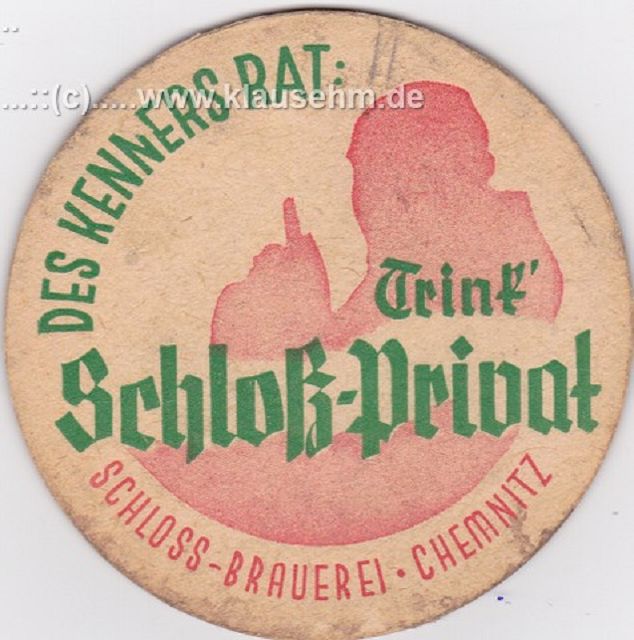 ...::(c).....www.klausehm.de
DES KENNERS RAT:
Trink'
Schloß-Privat
SCHLOSS-BRAUEREI · CHEMNITZ